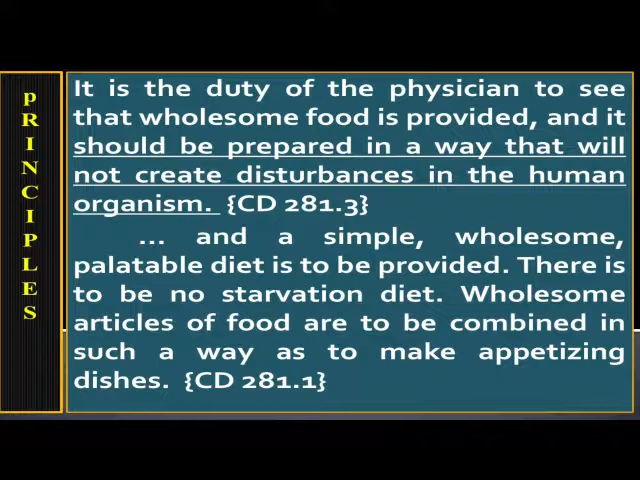 pRINCIPLES
It is the duty of the physician to see
that wholesome food is provided, and it
should be prepared in a way that will
not create disturbances in the human
organism. {CD 281.3}
... and a simple, wholesome,
palatable diet is to be provided. There is
to be no starvation diet. Wholesome
articles of food are to be combined in
such a way as to make appetizing
dishes. {CD 281.1}